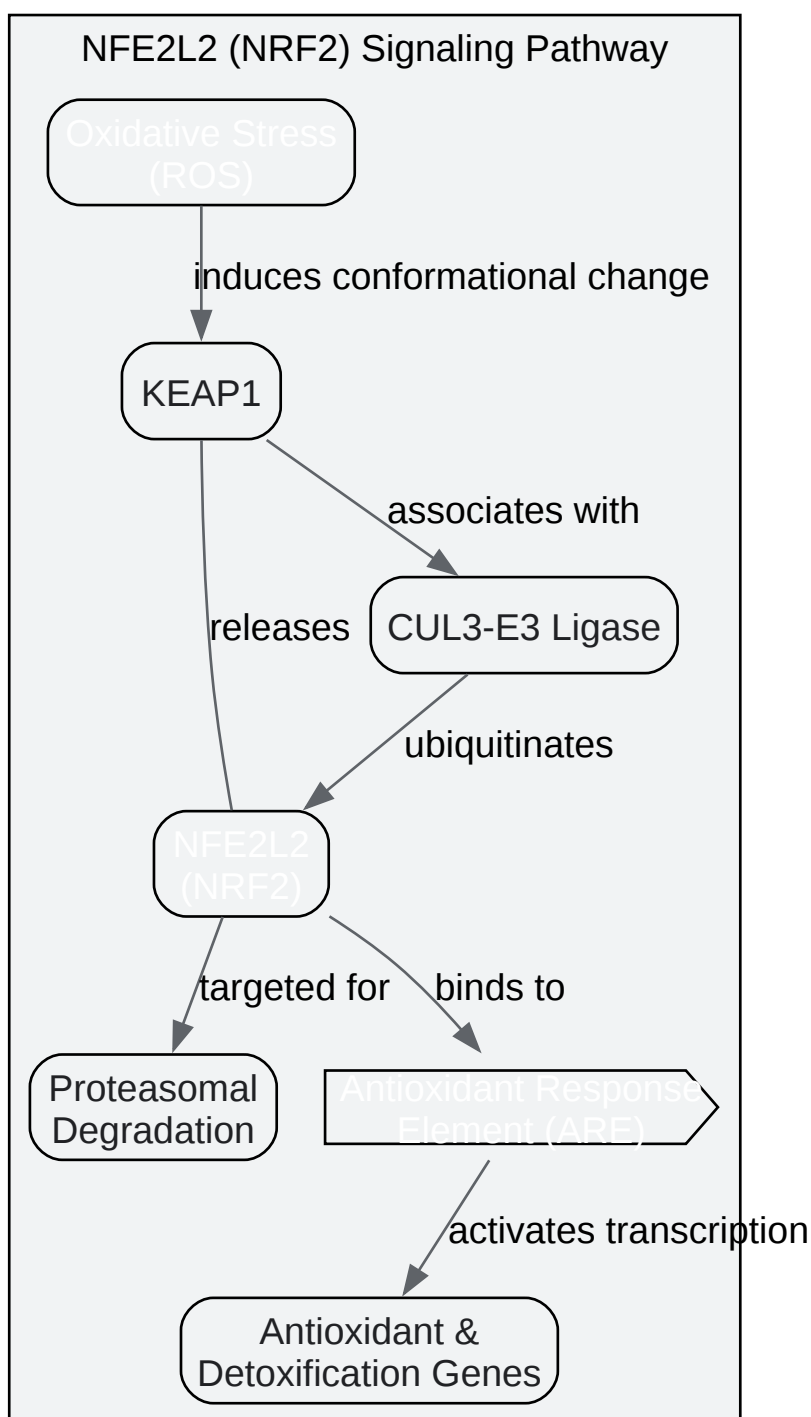 NFE2L2 (NRF2) Signaling Pathway
Oxidative Stress
(ROS)
induces conformational change
KEAP1
associates with
releases
CUL3-E3 Ligase
ubiquitinates
NFE2L2
(NRF2)
targeted for
binds to
Proteasomal
Degradation
Antioxidant Response
Element (ARE)
activates transcription
Antioxidant &
Detoxification Genes